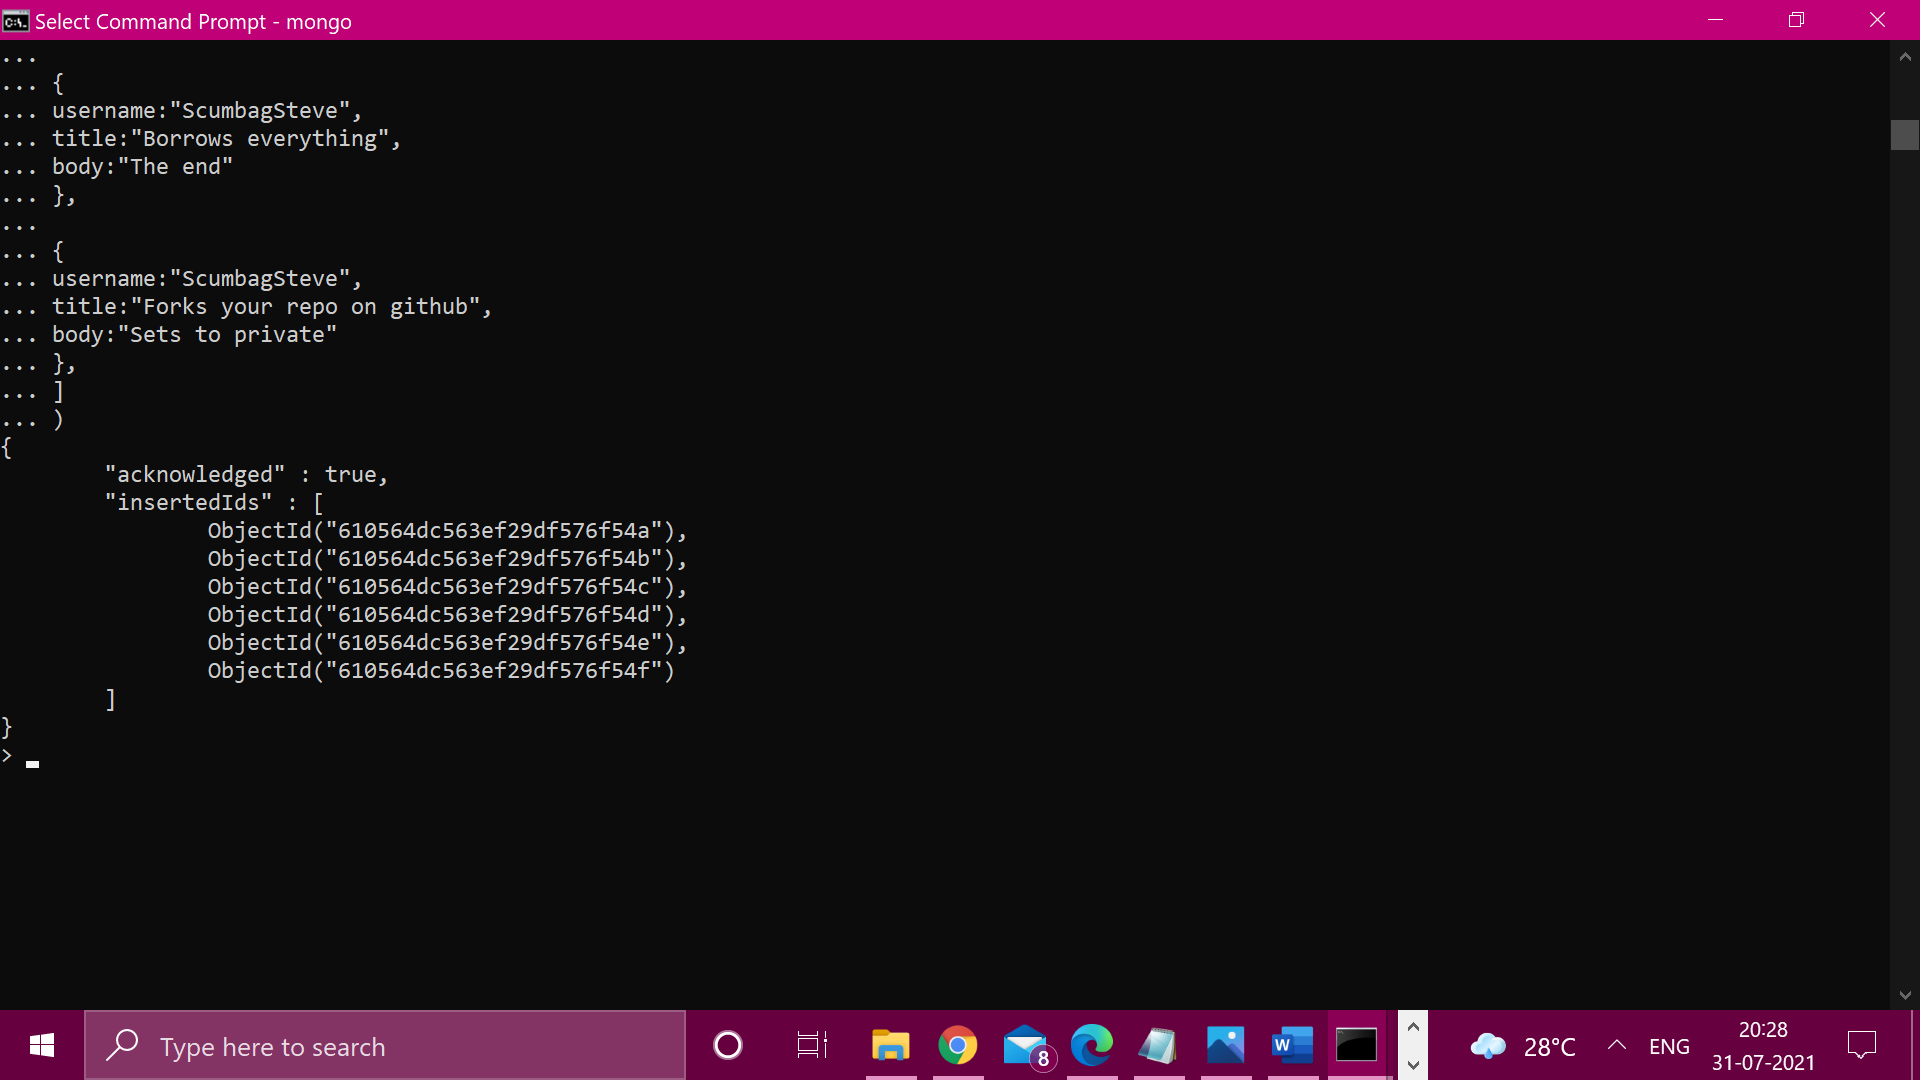 Select Command Prompt - mongo
...
... {
... username:"ScumbagSteve",
... title:"Borrows everything",
... body:"The end"
... },
...
... {
... username:"ScumbagSteve",
... title:"Forks your repo on github",
... body:"Sets to private"
... },
... ]
... )
{
        "acknowledged" : true,
        "insertedIds" : [
                ObjectId("610564dc563ef29df576f54a"),
                ObjectId("610564dc563ef29df576f54b"),
                ObjectId("610564dc563ef29df576f54c"),
                ObjectId("610564dc563ef29df576f54d"),
                ObjectId("610564dc563ef29df576f54e"),
                ObjectId("610564dc563ef29df576f54f")
        ]
}
>
Type here to search
8
W
28°C
ENG
20:28
31-07-2021